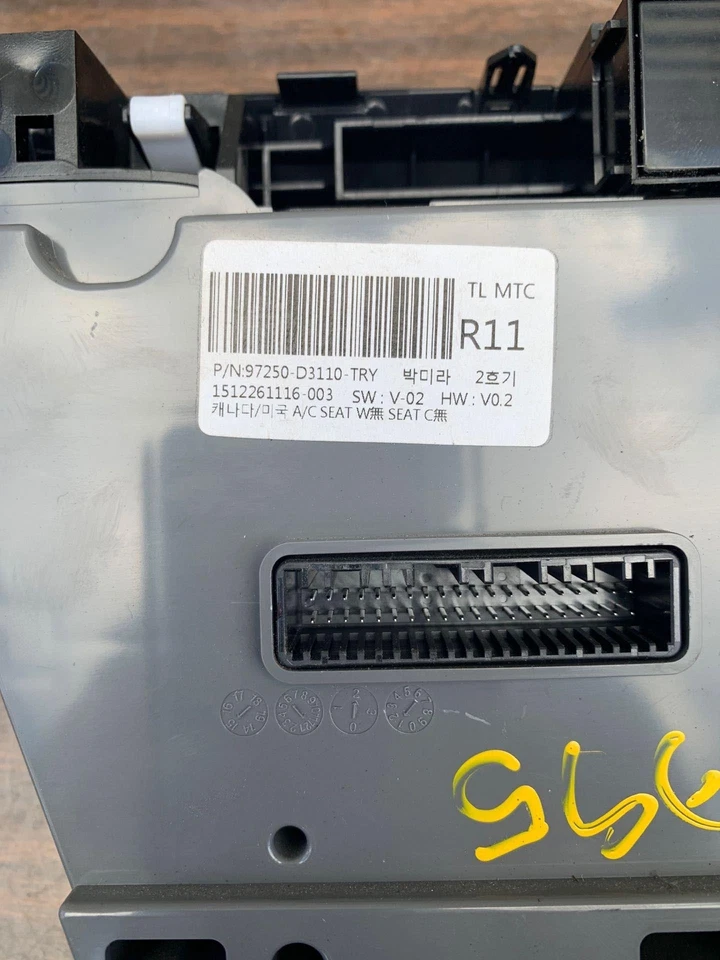 TL MTC
R11
P/N:97250-D3110-TRY 박미라 2호기
1512261116-003 SW : V-02 HW : V0.2
캐나다/미국 A/C SEAT W無 SEAT C無